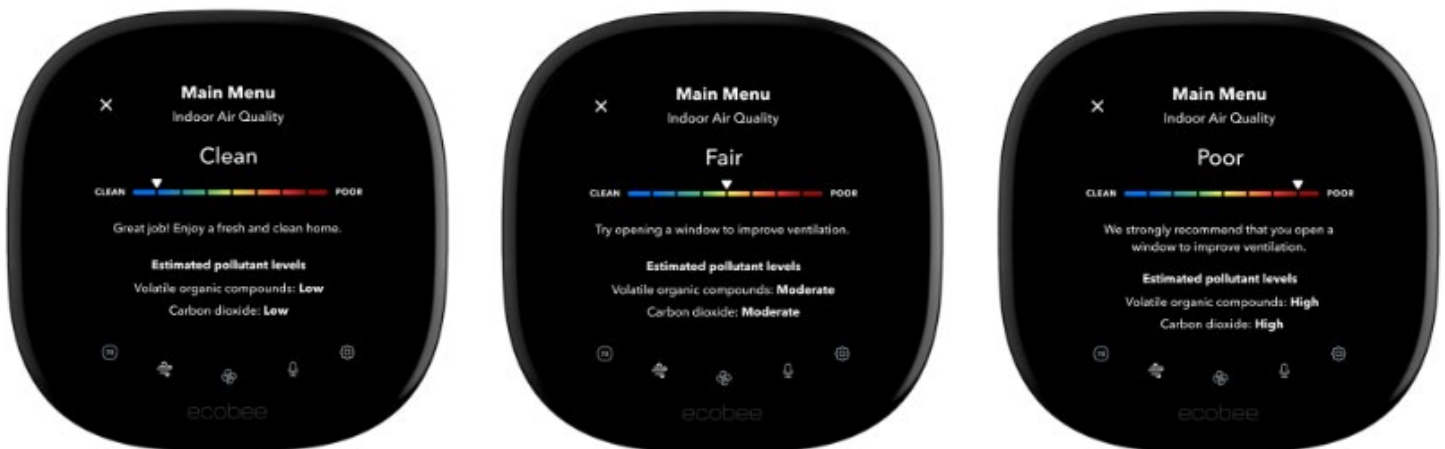 Main Menu
Indoor Air Quality
Clean
CLEAN POOR
Great job! Enjoy a fresh and clean home.
Estimated pollutant levels
Volatile organic compounds: Low
Carbon dioxide: Low
ecobee
Main Menu
Indoor Air Quality
Fair
CLEAN POOR
Try opening a window to improve ventilation.
Estimated pollutant levels
Volatile organic compounds: Moderate
Carbon dioxide: Moderate
ecobee
Main Menu
Indoor Air Quality
Poor
CLEAN POOR
We strongly recommend that you open a
window to improve ventilation.
Estimated pollutant levels
Volatile organic compounds: High
Carbon dioxide: High
ecobee